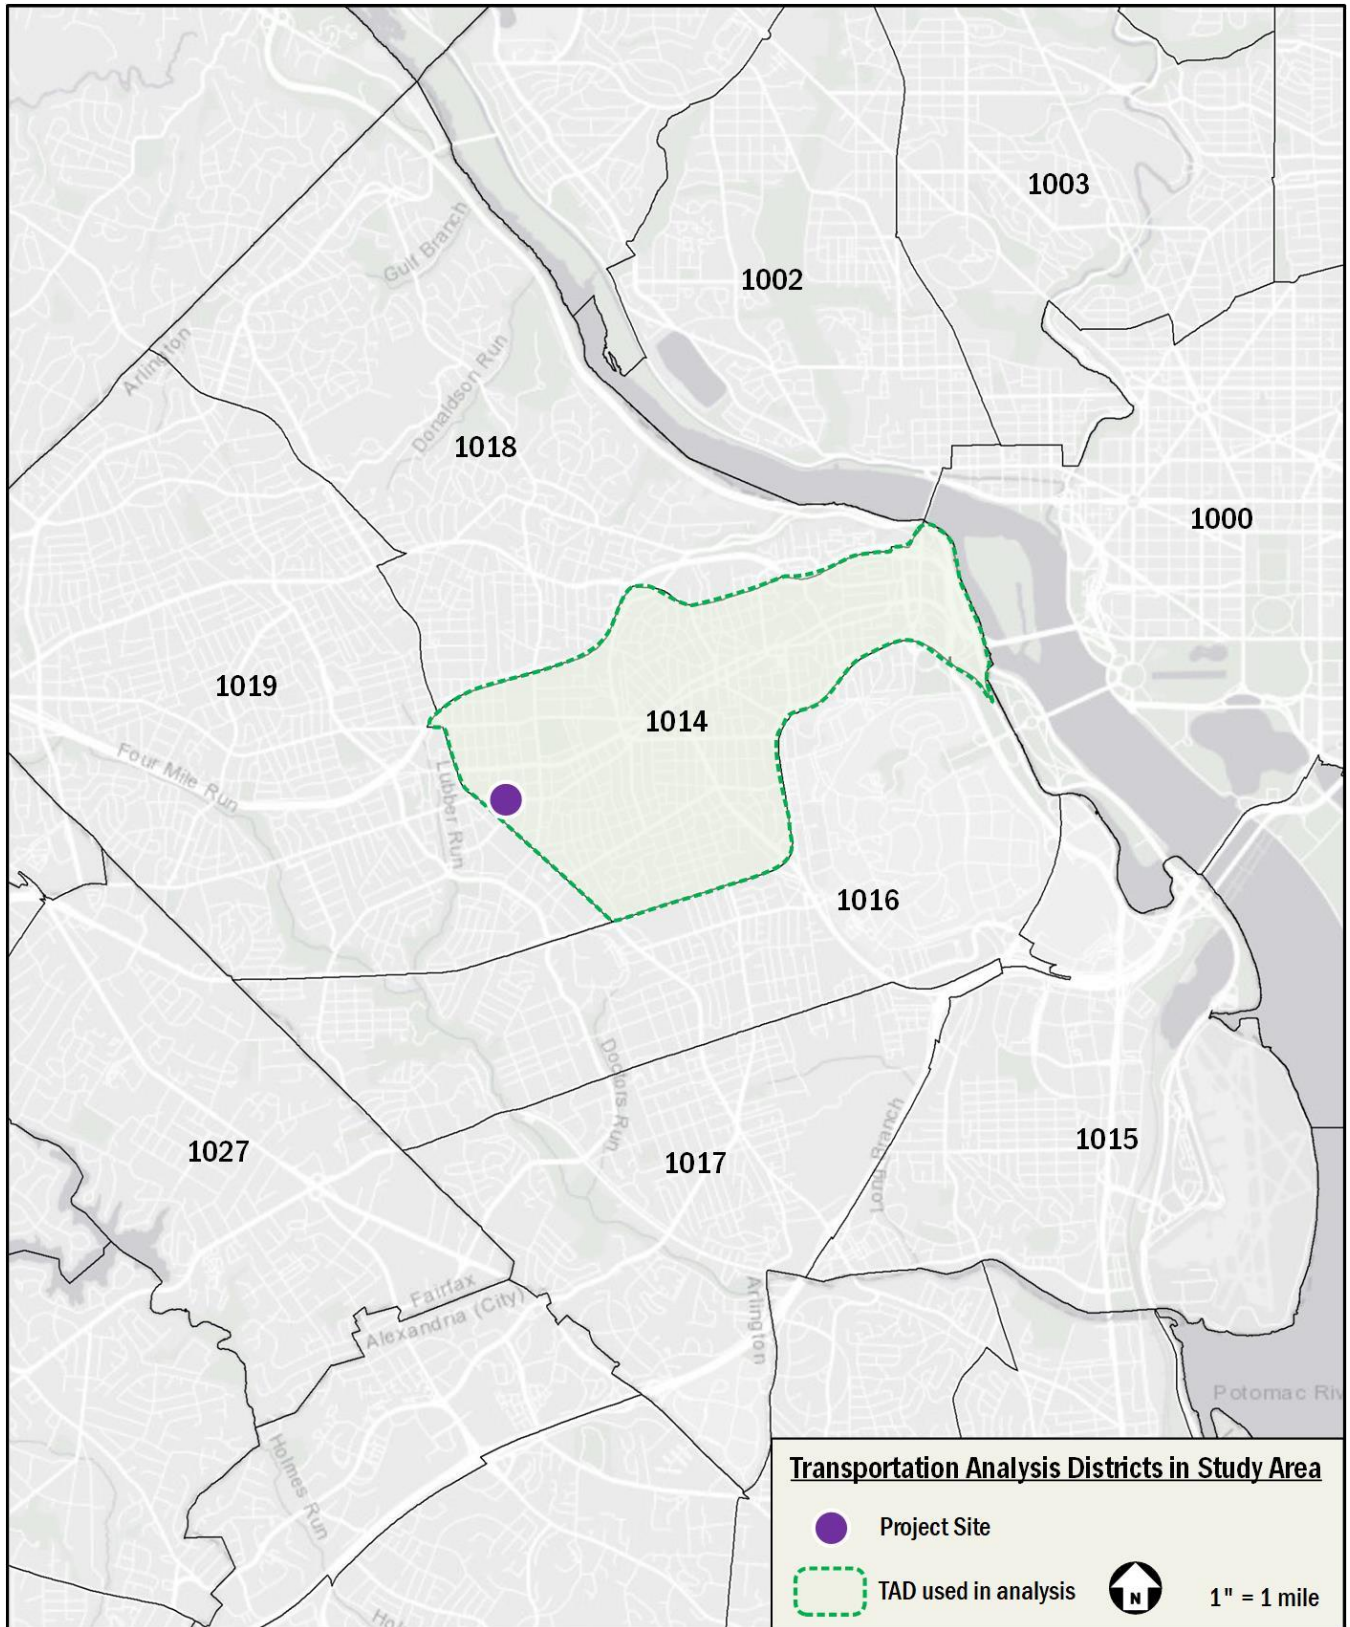 1003
Gulf Branch
1002
Arlington
Donaldson Run
1018
1000
1019
1014
Four Mile Run
Lubber Run
1016
Doctors Run
Long Branch
1015
1027
1017
Fairfax
Alexandria (City)
Arlington
Potomac Riv
Holmes Run
Transportation Analysis Districts in Study Area
Project Site
TAD used in analysis
N
1" = 1 mile
Hol